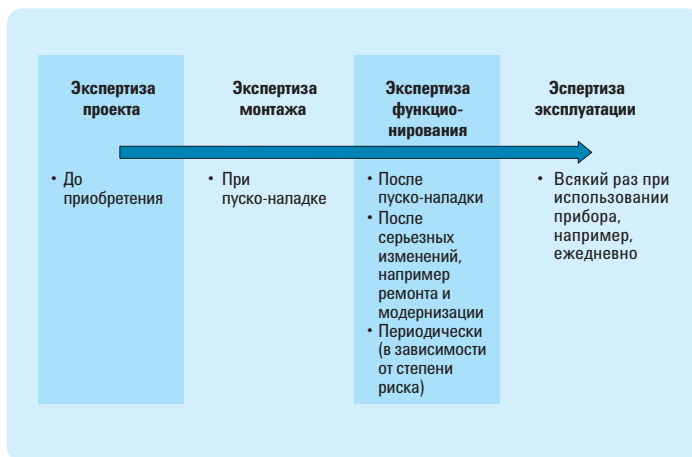 Экспертиза
проекта
Экспертиза
монтажа
Экспертиза
функцио-
нирования
Эспертиза
эксплуатации
• До
приобретения
• При
пуско-наладке
• После
пуско-наладки
• После
серьезных
изменений,
например
ремонта и
модернизации
• Периодически
(в зависимости
от степени
риска)
• Всякий раз при
использовании
прибора,
например,
ежедневно